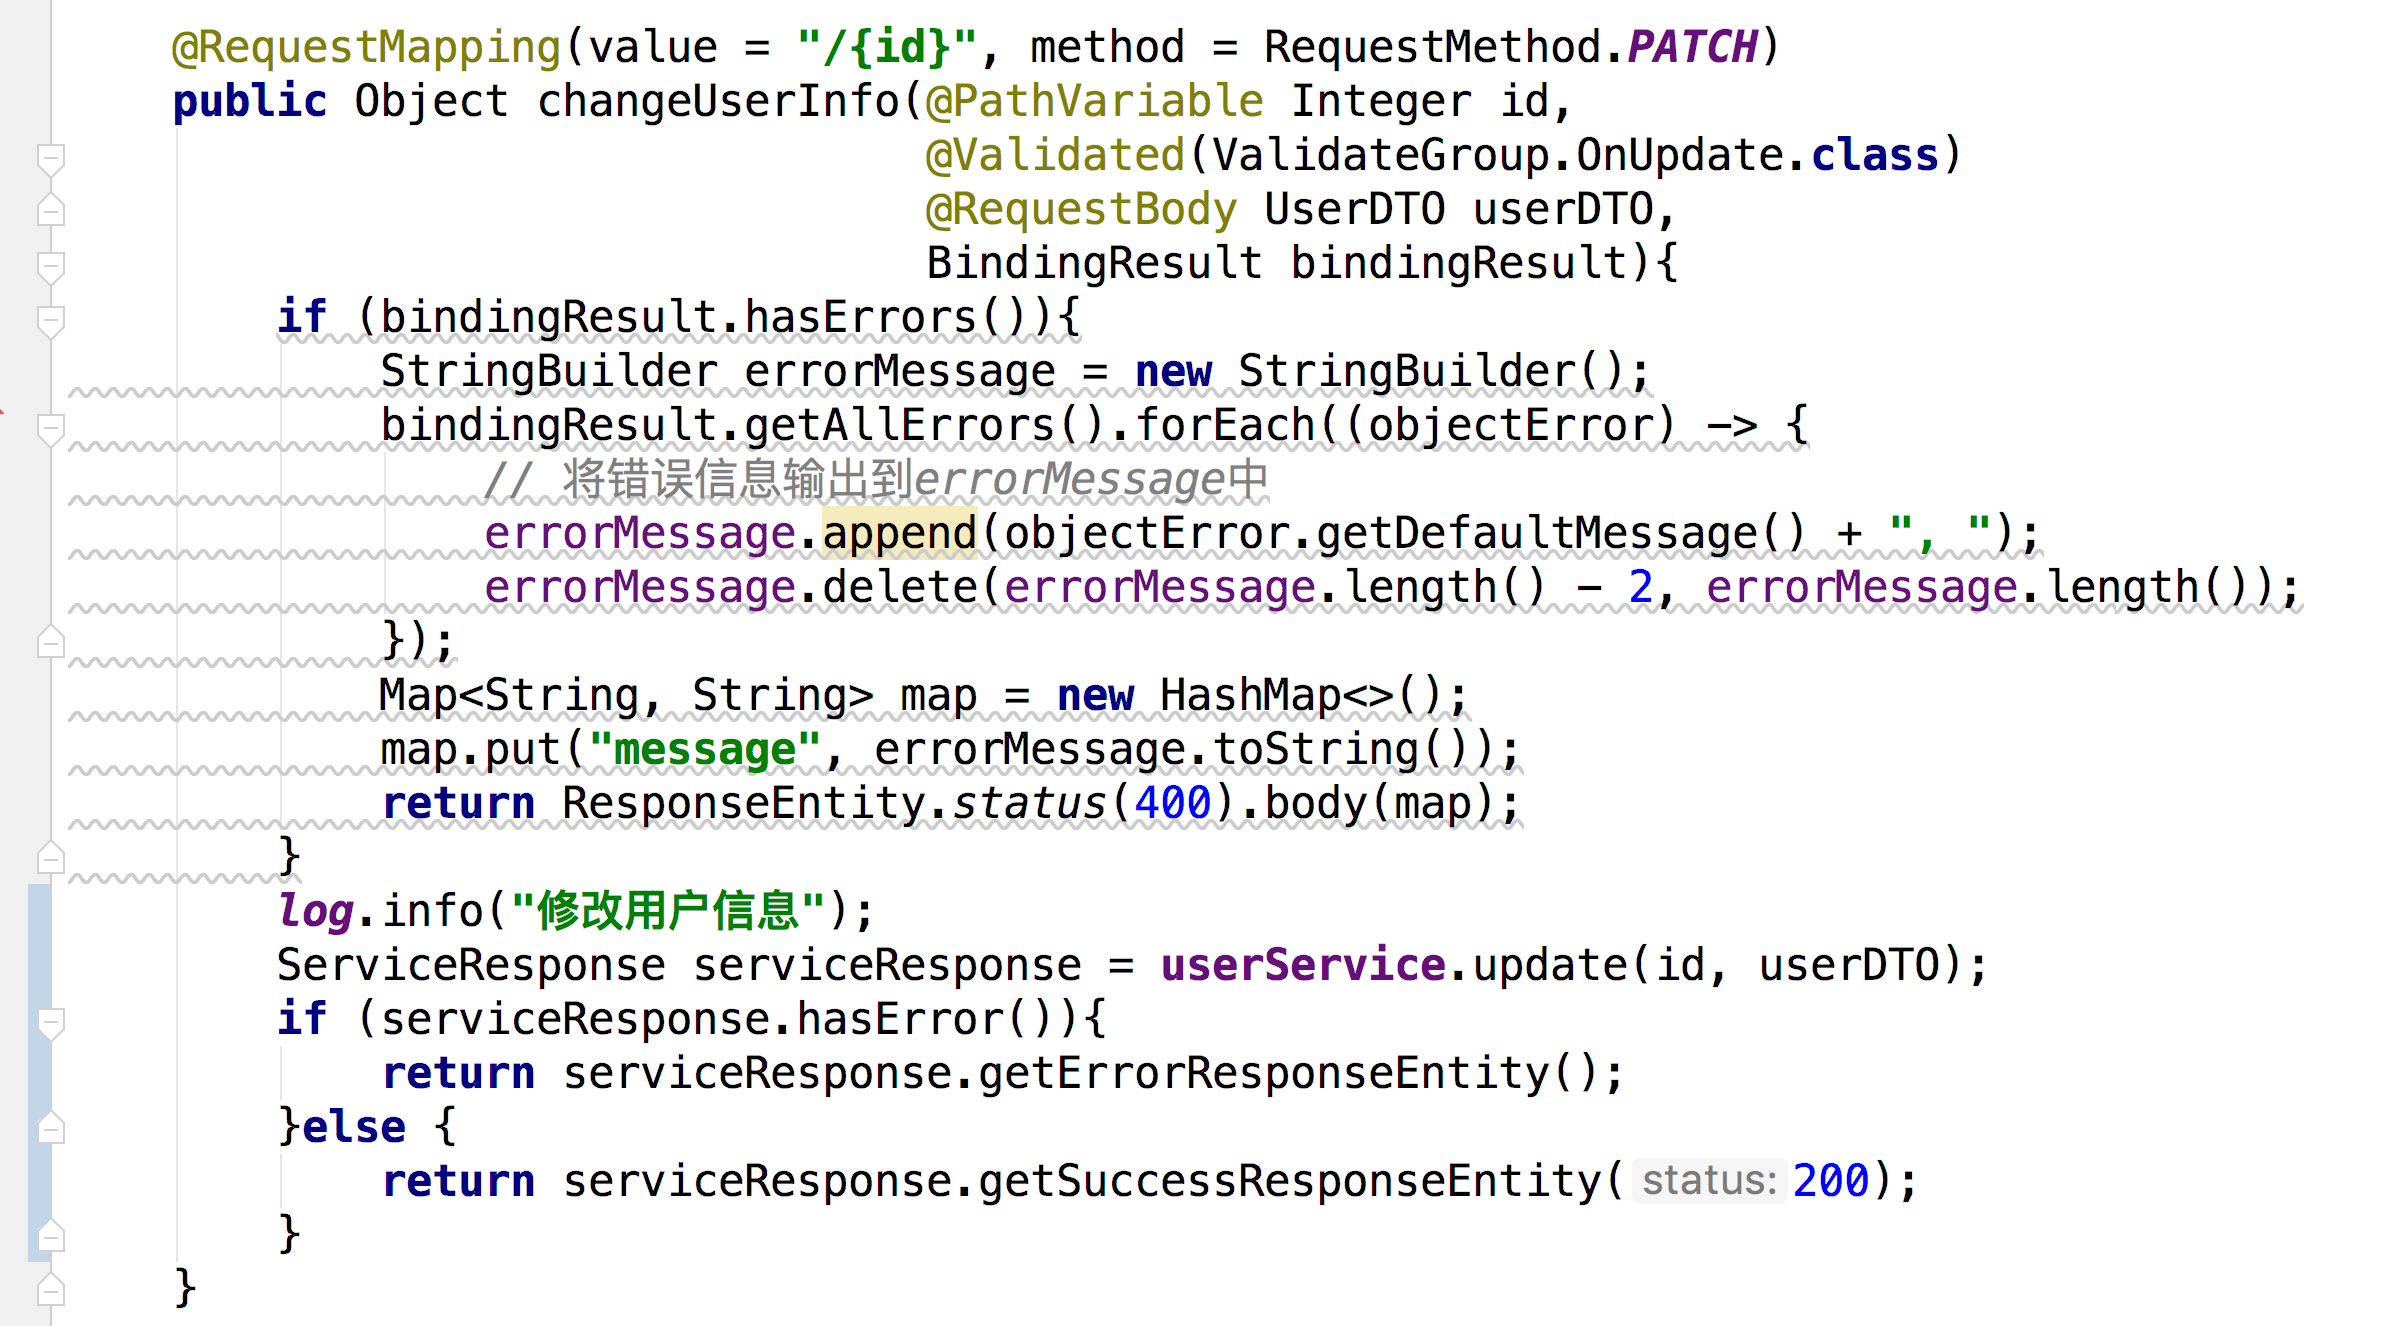 @RequestMapping(value = "/{id}", method = RequestMethod.PATCH)
public Object changeUserInfo(@PathVariable Integer id,
@Validated(ValidateGroup.OnUpdate.class)
@RequestBody UserDTO userDTO,
BindingResult bindingResult){
if (bindingResult.hasErrors()){
StringBuilder errorMessage = new StringBuilder();
bindingResult.getAllErrors().forEach((objectError) -> {
// 将错误信息输出到errorMessage中
errorMessage.append(objectError.getDefaultMessage() + ", ");
errorMessage.delete(errorMessage.length() - 2, errorMessage.length());
});
Map<String, String> map = new HashMap<>();
map.put("message", errorMessage.toString());
return ResponseEntity.status(400).body(map);
}
log.info("修改用户信息");
ServiceResponse serviceResponse = userService.update(id, userDTO);
if (serviceResponse.hasError()){
return serviceResponse.getErrorResponseEntity();
}else {
return serviceResponse.getSuccessResponseEntity( status: 200);
}
}